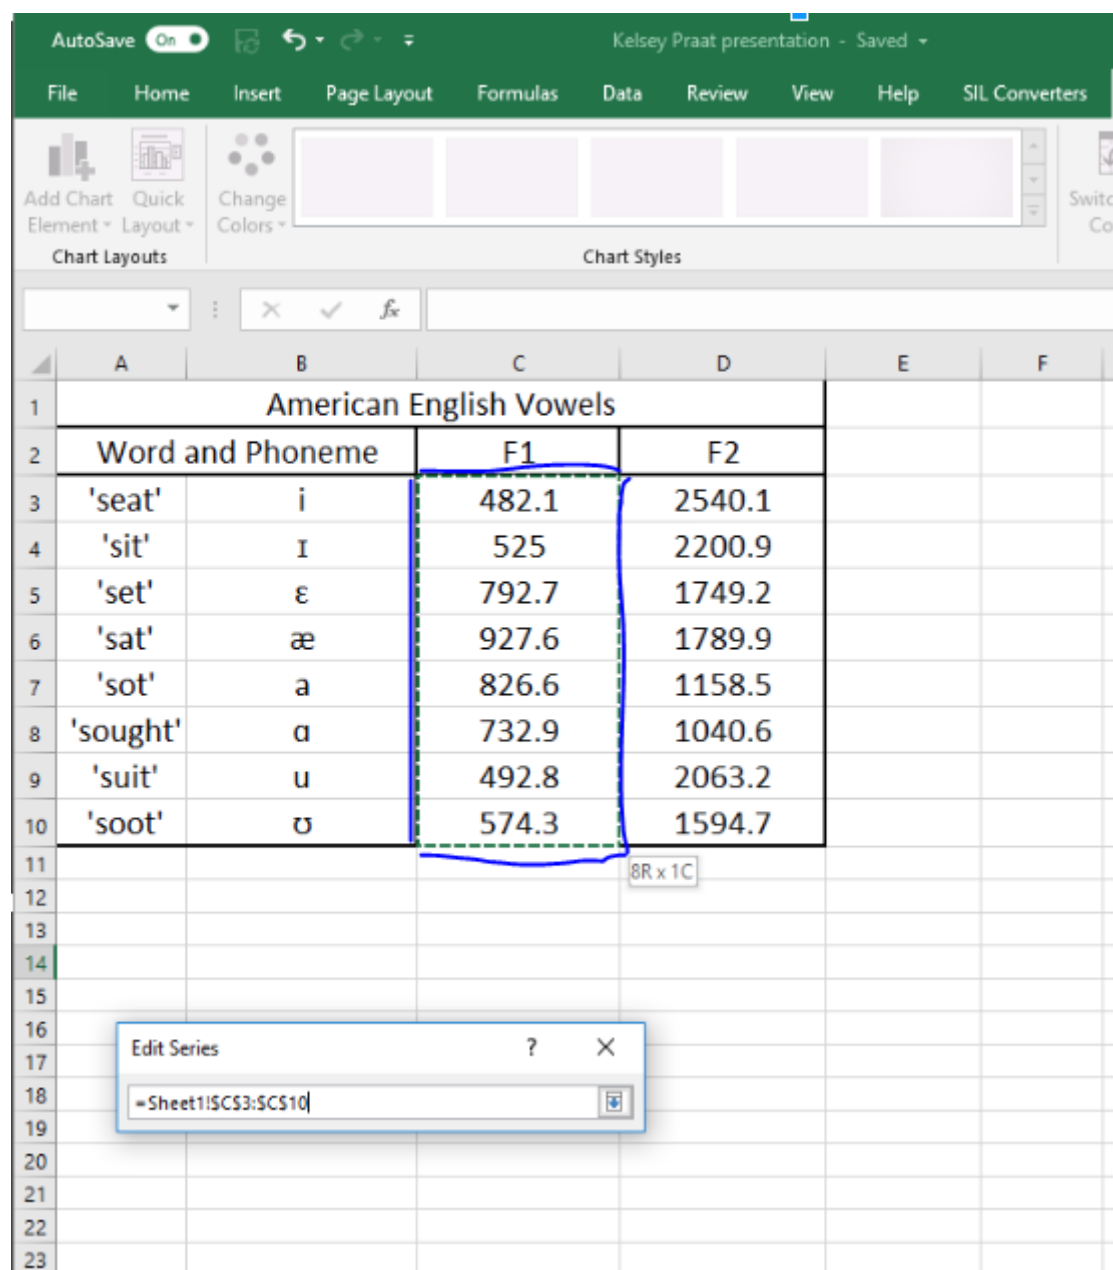 AutoSave On Kelsey Praat presentation - Saved
File Home Insert Page Layout Formulas Data Review View Help SIL Converters
Add Chart Quick Change
Element Layout Colors
Chart Layouts Chart Styles
fx
A B C D E F
1 American English Vowels
2 Word and Phoneme F1 F2
3 'seat' i 482.1 2540.1
4 'sit' ɪ 525 2200.9
5 'set' ɛ 792.7 1749.2
6 'sat' æ 927.6 1789.9
7 'sot' a 826.6 1158.5
8 'sought' ɑ 732.9 1040.6
9 'suit' u 492.8 2063.2
10 'soot' ʊ 574.3 1594.7
11
8R x 1C
12
13
14
15
16
Edit Series ? ×
17
18
=Sheet1!$C$3:$C$10
19
20
21
22
23